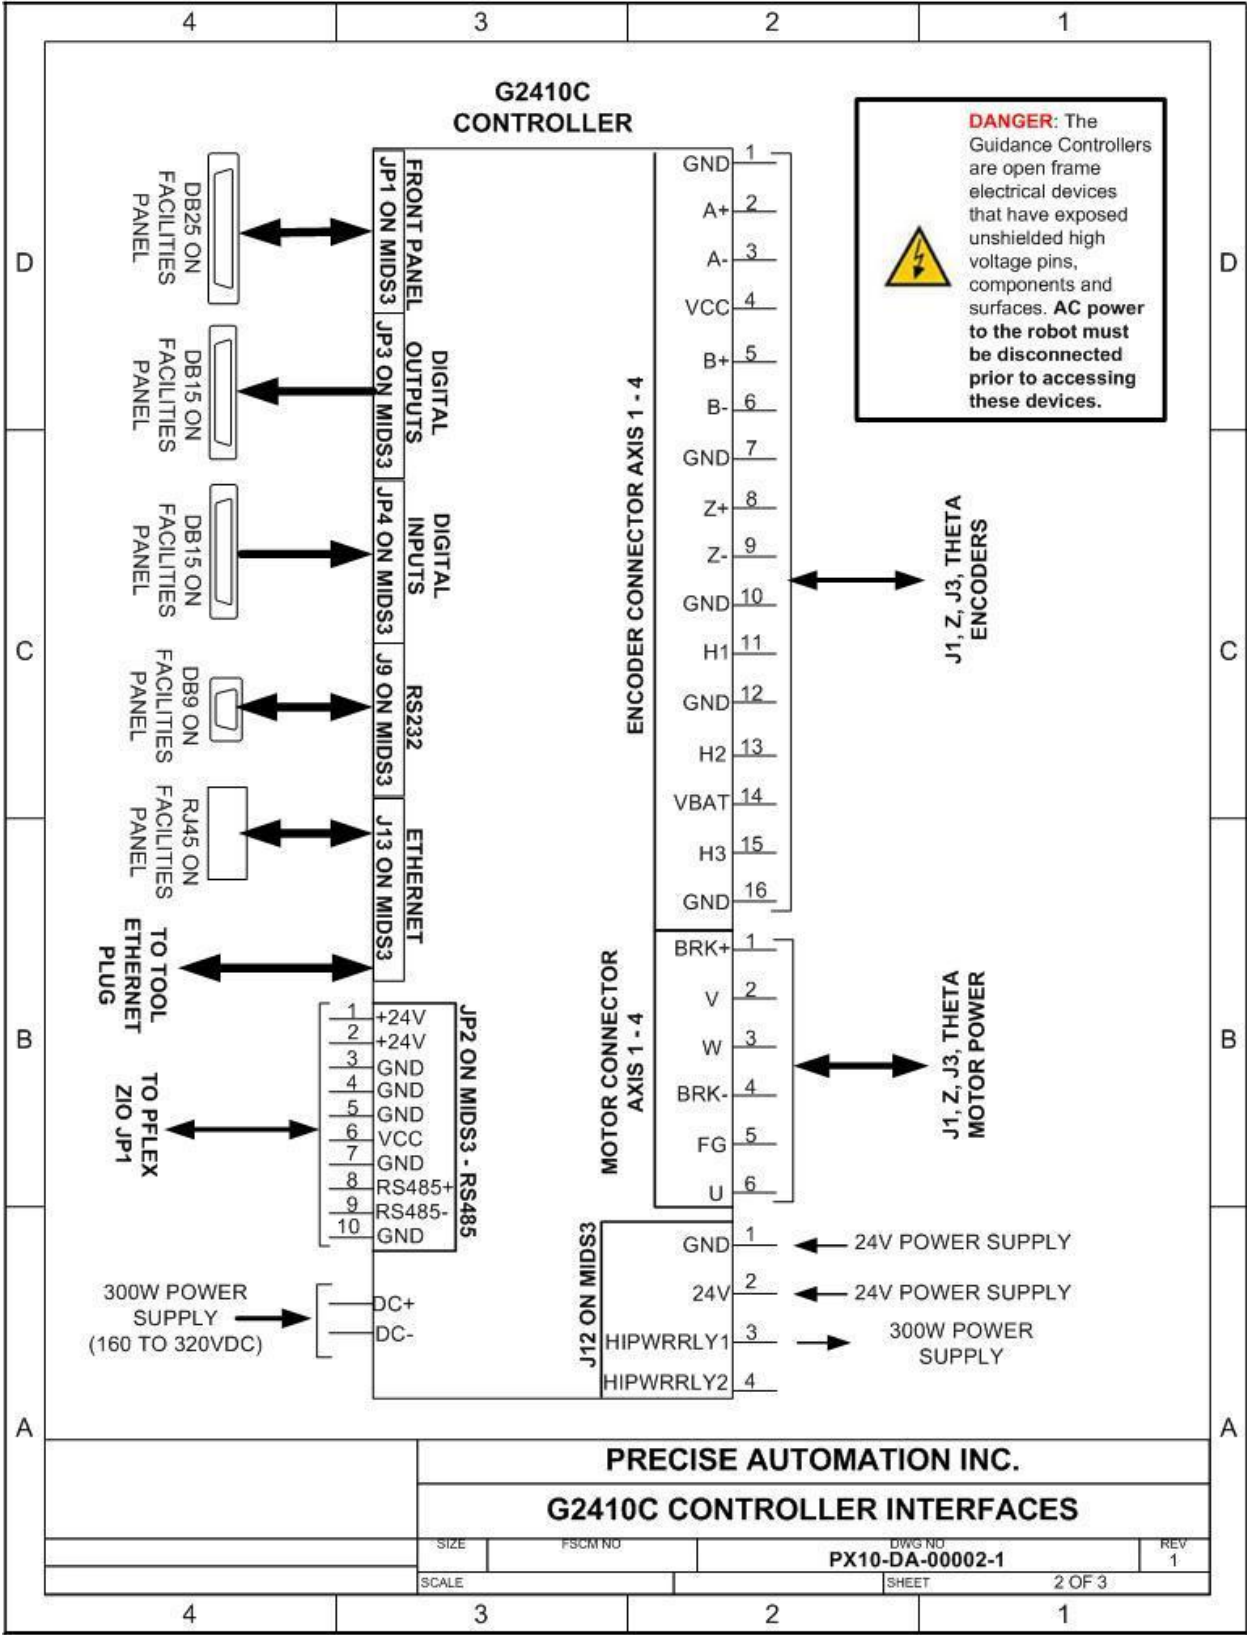 4 3 2 1
D
C
B
A
G2410C
CONTROLLER
DB25 ON
FACILITIES
PANEL
JP1 ON MIDS3
FRONT PANEL
DB15 ON
FACILITIES
PANEL
JP3 ON MIDS3
DIGITAL
OUTPUTS
DB15 ON
FACILITIES
PANEL
JP4 ON MIDS3
DIGITAL
INPUTS
DB9 ON
FACILITIES
PANEL
J9 ON MIDS3
RS232
RJ45 ON
FACILITIES
PANEL
J13 ON MIDS3
ETHERNET
TO TOOL
ETHERNET
PLUG
TO PFLEX
ZIO JP1
1 +24V
2 +24V
3 GND
4 GND
5 GND
6 VCC
7 GND
8 RS485+
9 RS485-
10 GND
JP2 ON MIDS3 - RS485
300W POWER
SUPPLY
(160 TO 320VDC)
DC+
DC-
ENCODER CONNECTOR AXIS 1 - 4
GND 1
A+ 2
A- 3
VCC 4
B+ 5
B- 6
GND 7
Z+ 8
Z- 9
GND 10
H1 11
GND 12
H2 13
VBAT 14
H3 15
GND 16
J1, Z, J3, THETA
ENCODERS
MOTOR CONNECTOR
AXIS 1 - 4
BRK+ 1
V 2
W 3
BRK- 4
FG 5
U 6
J1, Z, J3, THETA
MOTOR POWER
J12 ON MIDS3
GND 1 24V POWER SUPPLY
24V 2 24V POWER SUPPLY
HIPWRRLY1 3 300W POWER
SUPPLY
HIPWRRLY2 4
DANGER: The
Guidance Controllers
are open frame
electrical devices
that have exposed
unshielded high
voltage pins,
components and
surfaces. AC power
to the robot must
be disconnected
prior to accessing
these devices.
D
C
B
A
PRECISE AUTOMATION INC.
G2410C CONTROLLER INTERFACES
SIZE FSCM NO DWG NO REV
PX10-DA-00002-1 1
SCALE SHEET 2 OF 3
4 3 2 1